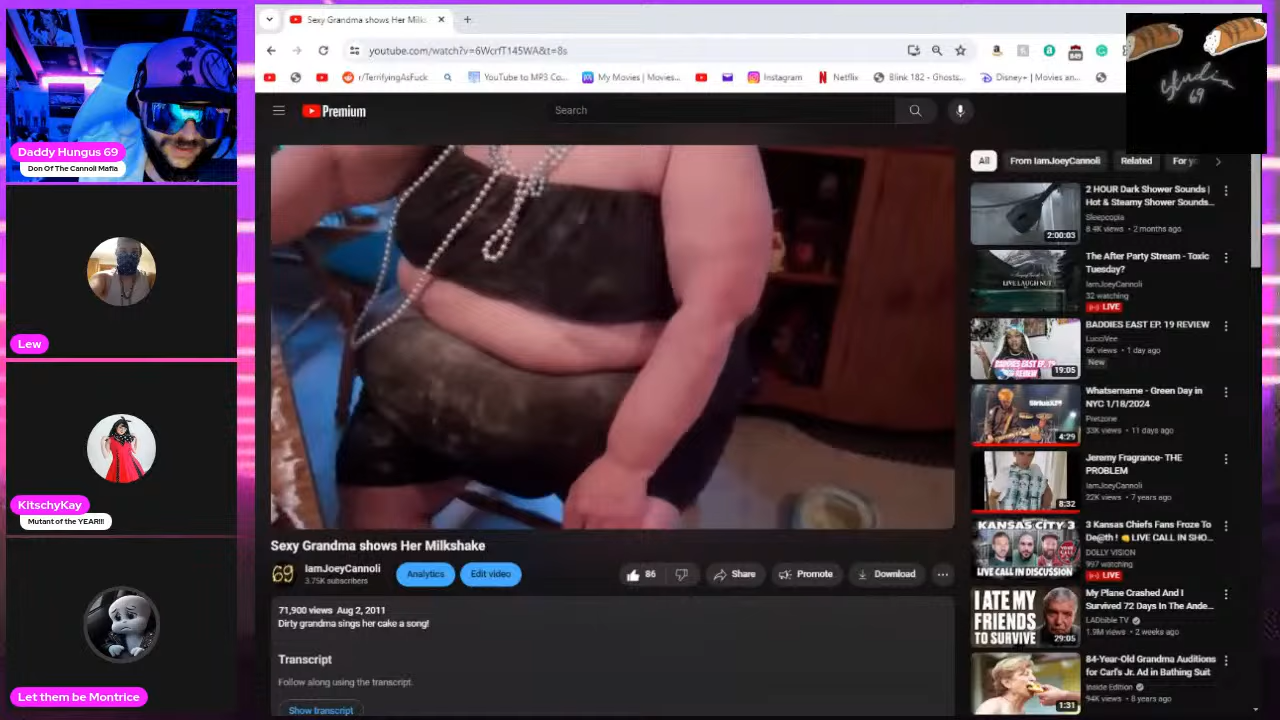 Daddy Hungus 69
Don Of The Cannoli Mafia
Lew
KitschyKay
Mutant of the YEAR!!!
Let them be Montrice
Sexy Grandma shows Her Milks
youtube.com/watch?v=6WcrfT145WA&t=8s
r/TerrifyingAsFuck
YouTube to MP3 Co...
My Movies | Movies...
Instagram
Netflix
Blink 182 - Ghosts...
Disney+ | Movies an...
69
Premium
Search
All
From IamJoeyCannoli
Related
For yo
2 HOUR Dark Shower Sounds |
Hot & Steamy Shower Sounds...
Sleepcopia
8.4K views • 2 months ago
2:00:03
The After Party Stream - Toxic
Tuesday?
IamJoeyCannoli
32 watching
LIVE
LIVE LAUGH NUT
BADDIES EAST EP. 19 REVIEW
LucciVee
6K views • 1 day ago
New
19:05
Whatsername - Green Day in
NYC 1/18/2024
Pretzone
33K views • 11 days ago
4:29
Jeremy Fragrance- THE
PROBLEM
IamJoeyCannoli
22K views • 7 years ago
8:32
3 Kansas Chiefs Fans Froze To
De@th ! LIVE CALL IN SHO...
DOLLY VISION
997 watching
LIVE
KANSAS CITY 3
LIVE CALL IN DISCUSSION
My Plane Crashed And I
Survived 72 Days In The Ande...
LADbible TV
1.9M views • 2 weeks ago
I ATE MY
FRIENDS
TO SURVIVE
29:05
84-Year-Old Grandma Auditions
for Carl's Jr. Ad in Bathing Suit
Inside Edition
94K views • 8 years ago
1:31
Sexy Grandma shows Her Milkshake
69
IamJoeyCannoli
3.75K subscribers
Analytics
Edit video
86
Share
Promote
Download
71,900 views Aug 2, 2011
Dirty grandma sings her cake a song!
Transcript
Follow along using the transcript.
Show transcript